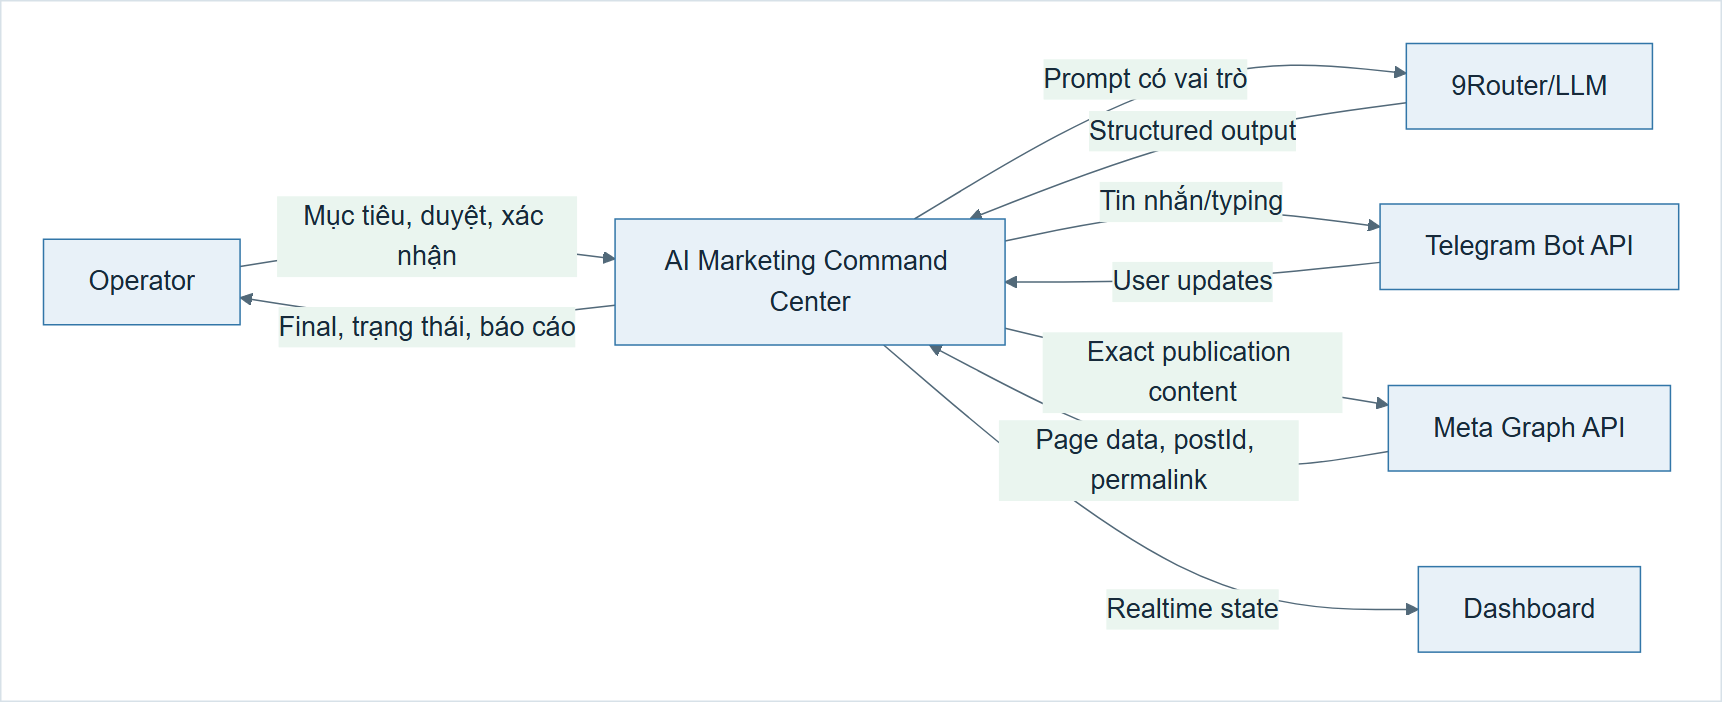 Prompt có vai trò
9Router/LLM
Structured output
Tin nhắn/typing
Mục tiêu, duyệt, xác
nhận
Telegram Bot API
AI Marketing Command
Center
Operator
User updates
Final, trạng thái, báo cáo
Exact publication
content
Meta Graph API
Page data, postId,
permalink
Realtime state
Dashboard